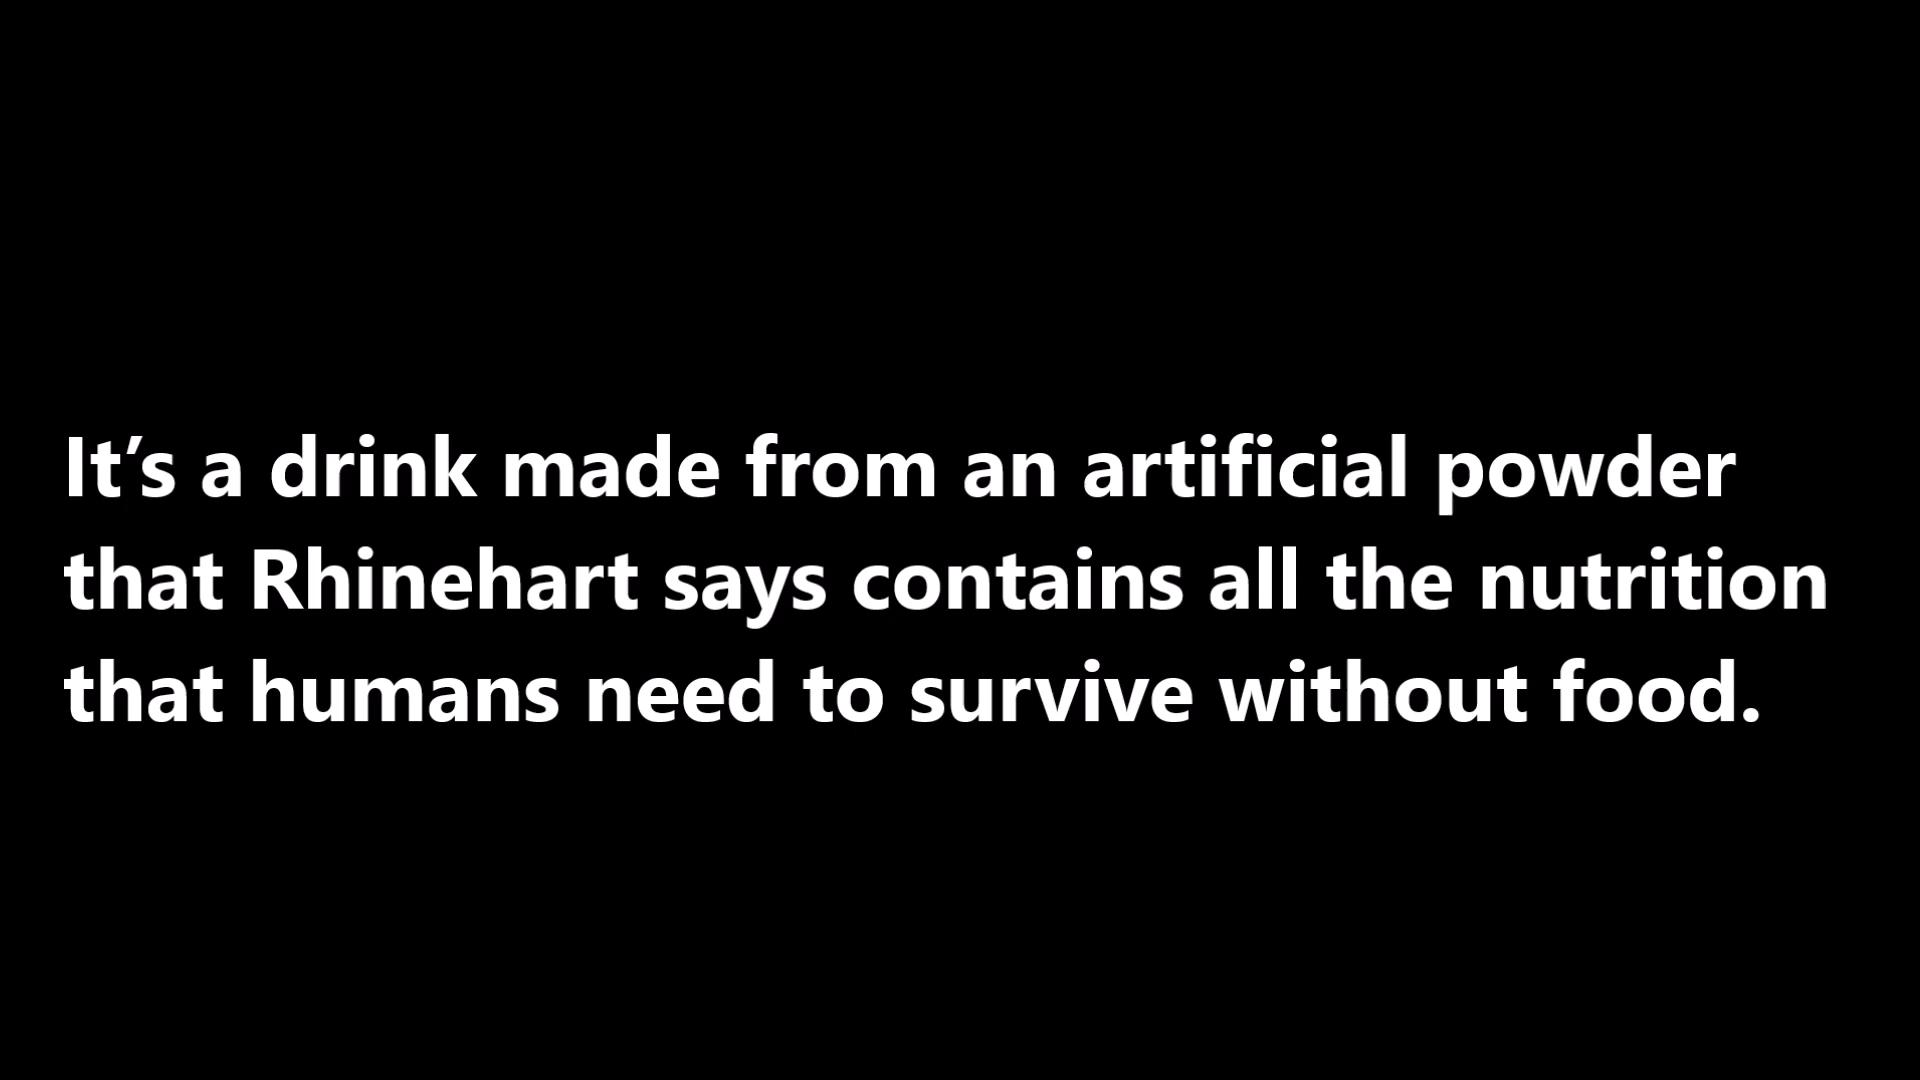 It’s a drink made from an artificial powder
that Rhinehart says contains all the nutrition
that humans need to survive without food.